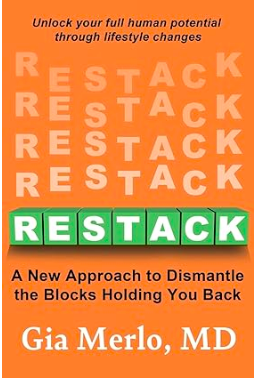 Unlock your full human potential
through lifestyle changes
RESTACK
RESTACK
RESTACK
RESTACK
RESTACK
A New Approach to Dismantle
the Blocks Holding You Back
Gia Merlo, MD